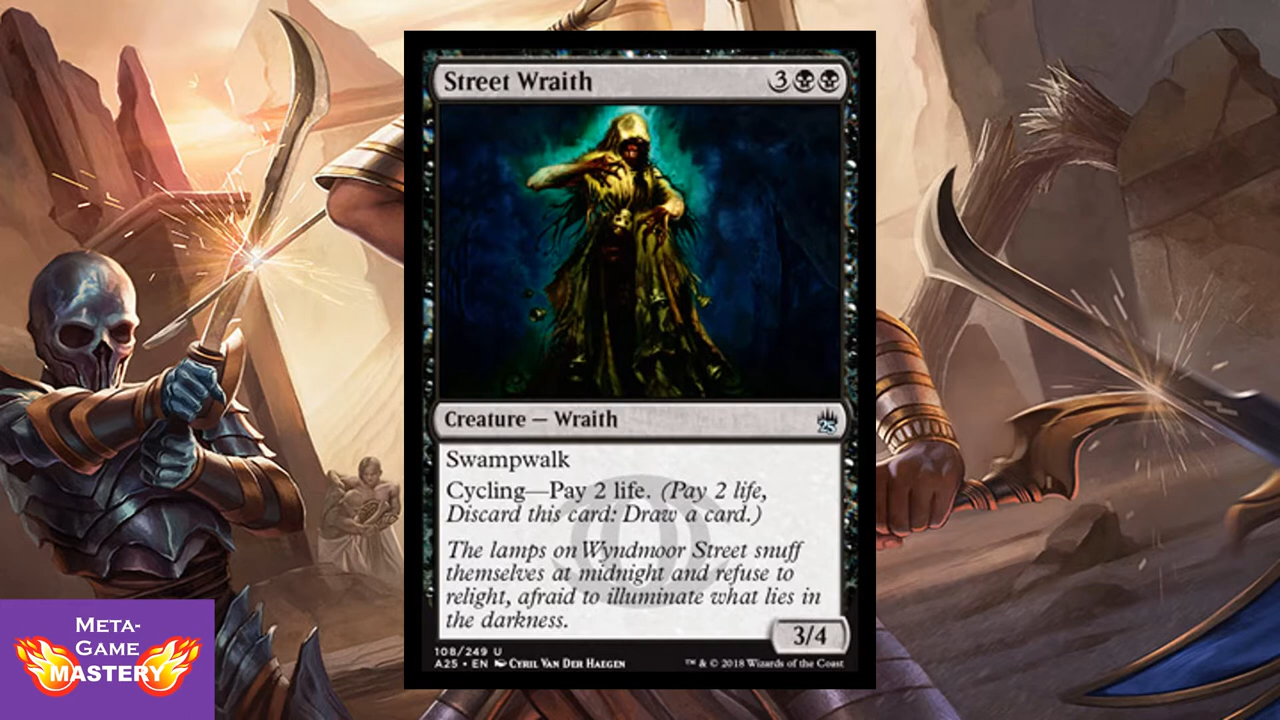 Street Wraith 3
Creature — Wraith
25
Swampwalk
Cycling—Pay 2 life. (Pay 2 life,
Discard this card: Draw a card.)
The lamps on Wyndmoor Street snuff
themselves at midnight and refuse to
relight, afraid to illuminate what lies in
the darkness.
3/4
108/249 U
A25 • EN Cyril Van Der Haegen
™ & © 2018 Wizards of the Coast
Meta-
Game
Mastery